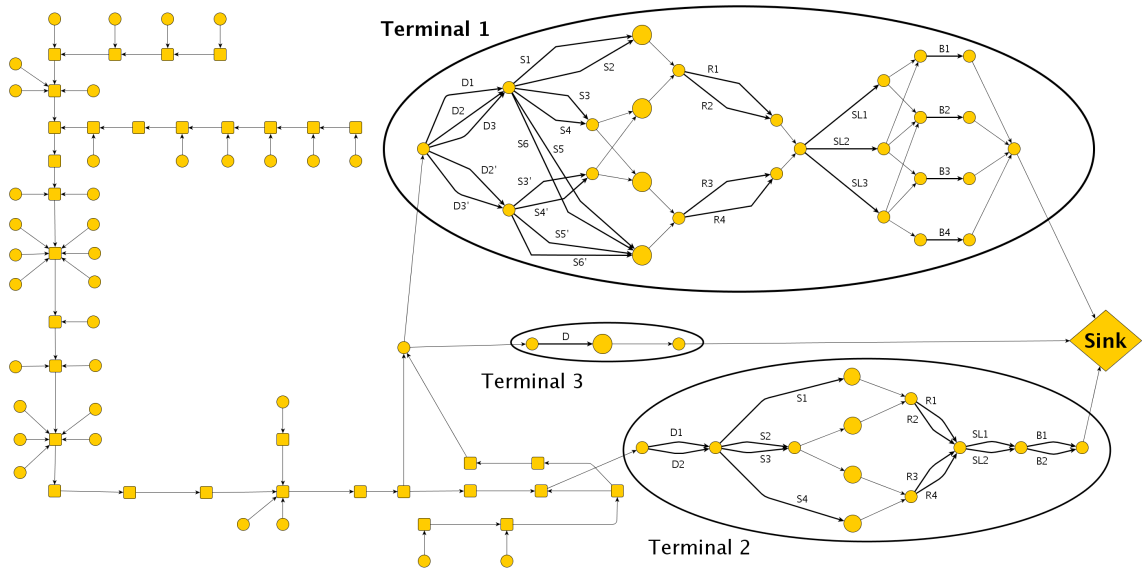 Terminal 1
S1
S2
D1
D2
D3
S3
S4
S6
S5
D2'
D3'
S3'
S4'
S5'
S6'
R1
R2
R3
R4
SL1
SL2
SL3
B1
B2
B3
B4
D
Terminal 3
Sink
S1
D1
D2
S2
S3
S4
R1
R2
R3
R4
SL1
SL2
B1
B2
Terminal 2